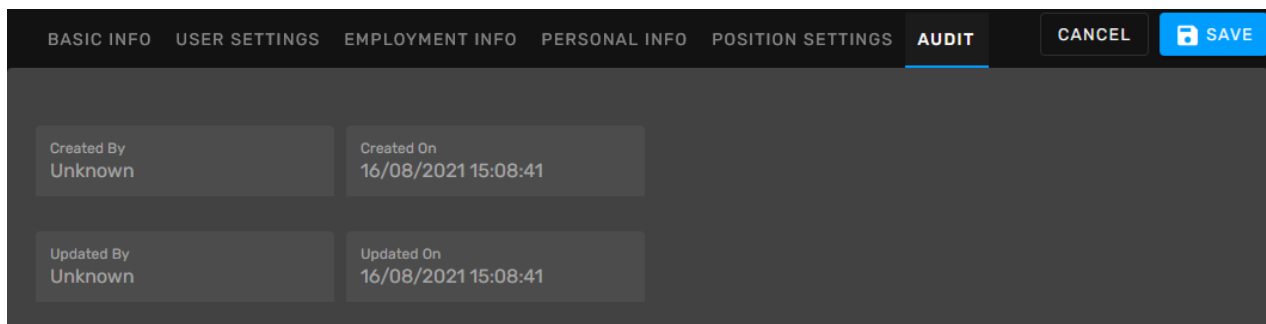 BASIC INFO USER SETTINGS EMPLOYMENT INFO PERSONAL INFO POSITION SETTINGS AUDIT CANCEL SAVE
Created By Created On
Unknown 16/08/2021 15:08:41
Updated By Updated On
Unknown 16/08/2021 15:08:41